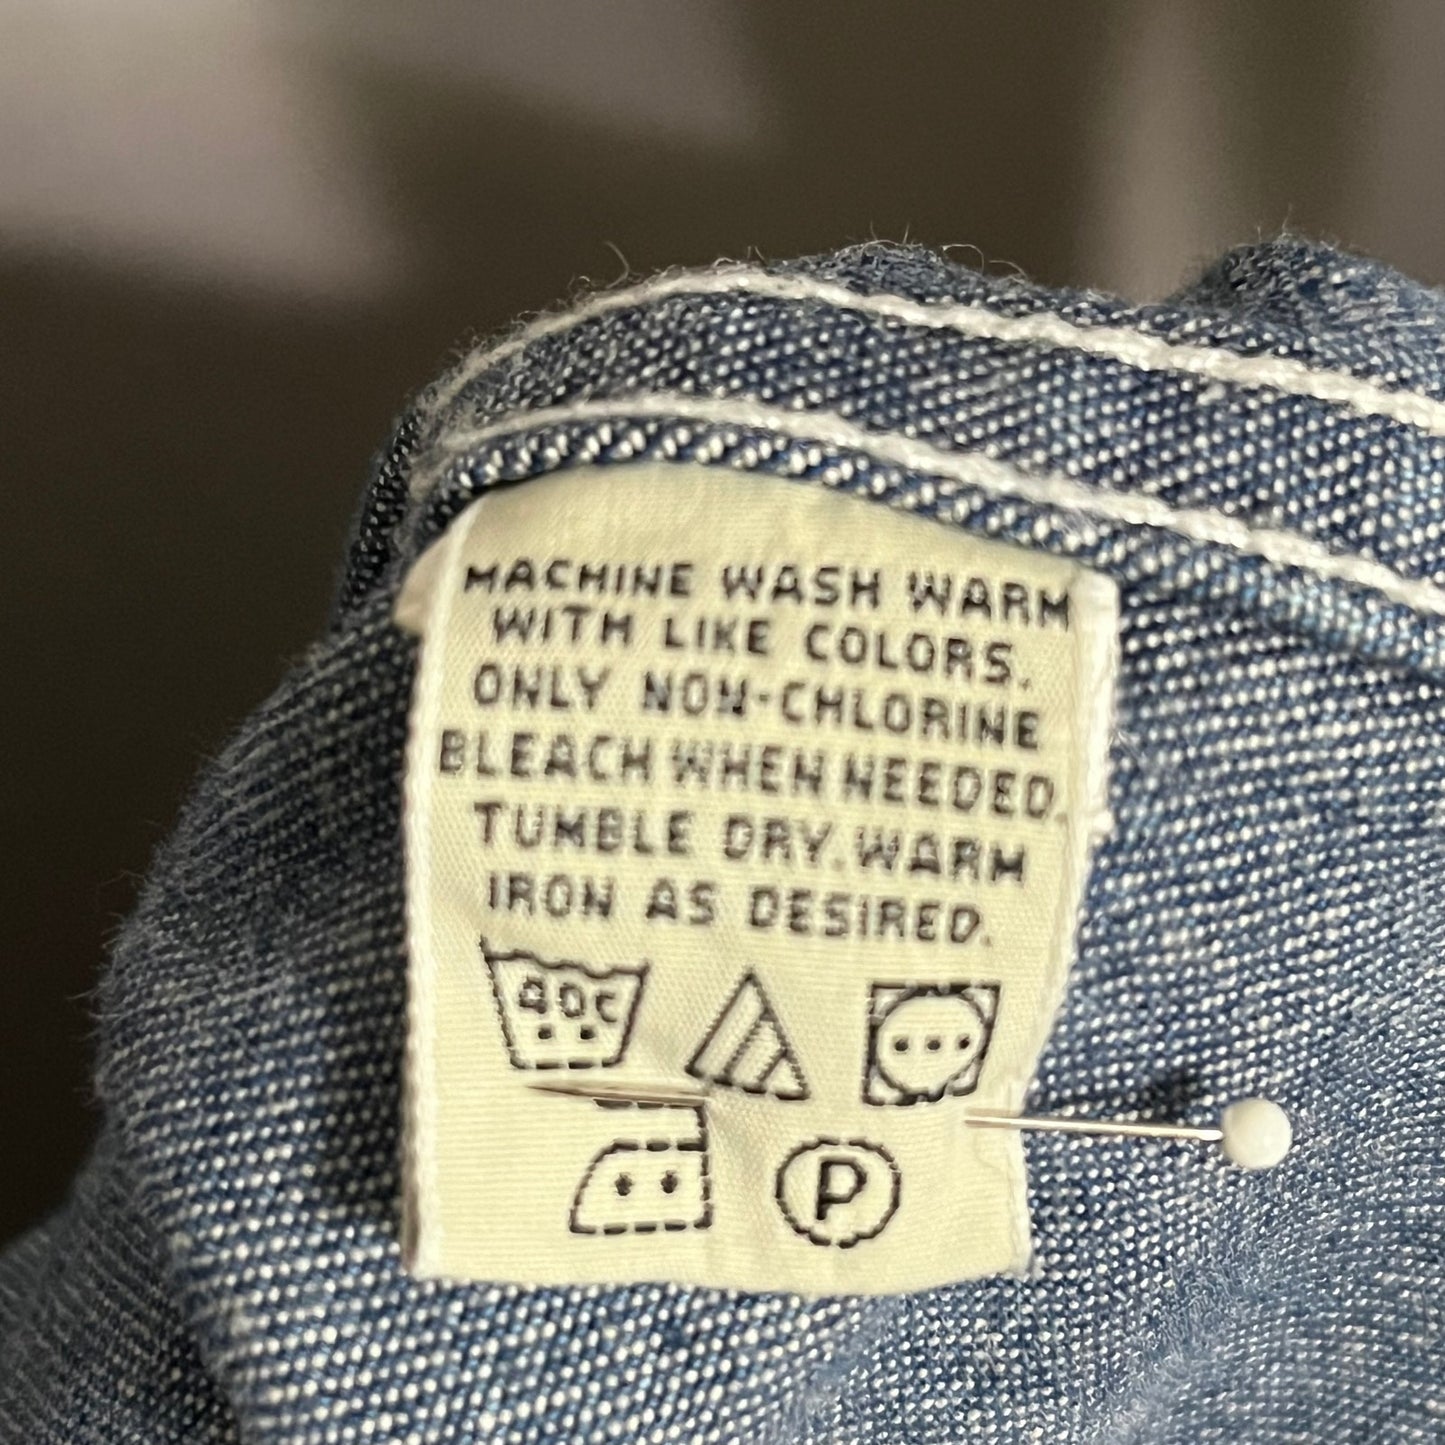 MACHINE WASH WARM
WITH LIKE COLORS.
ONLY NON-CHLORINE
BLEACH WHEN NEEDED.
TUMBLE DRY. WARM
IRON AS DESIRED.
40C
P